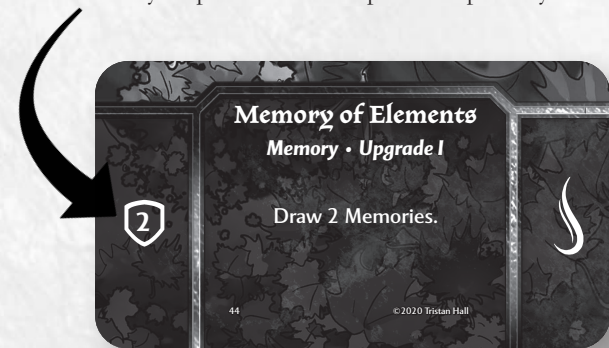 Memory of Elements
Memory • Upgrade I
2
Draw 2 Memories.
44
©2020 Tristan Hall